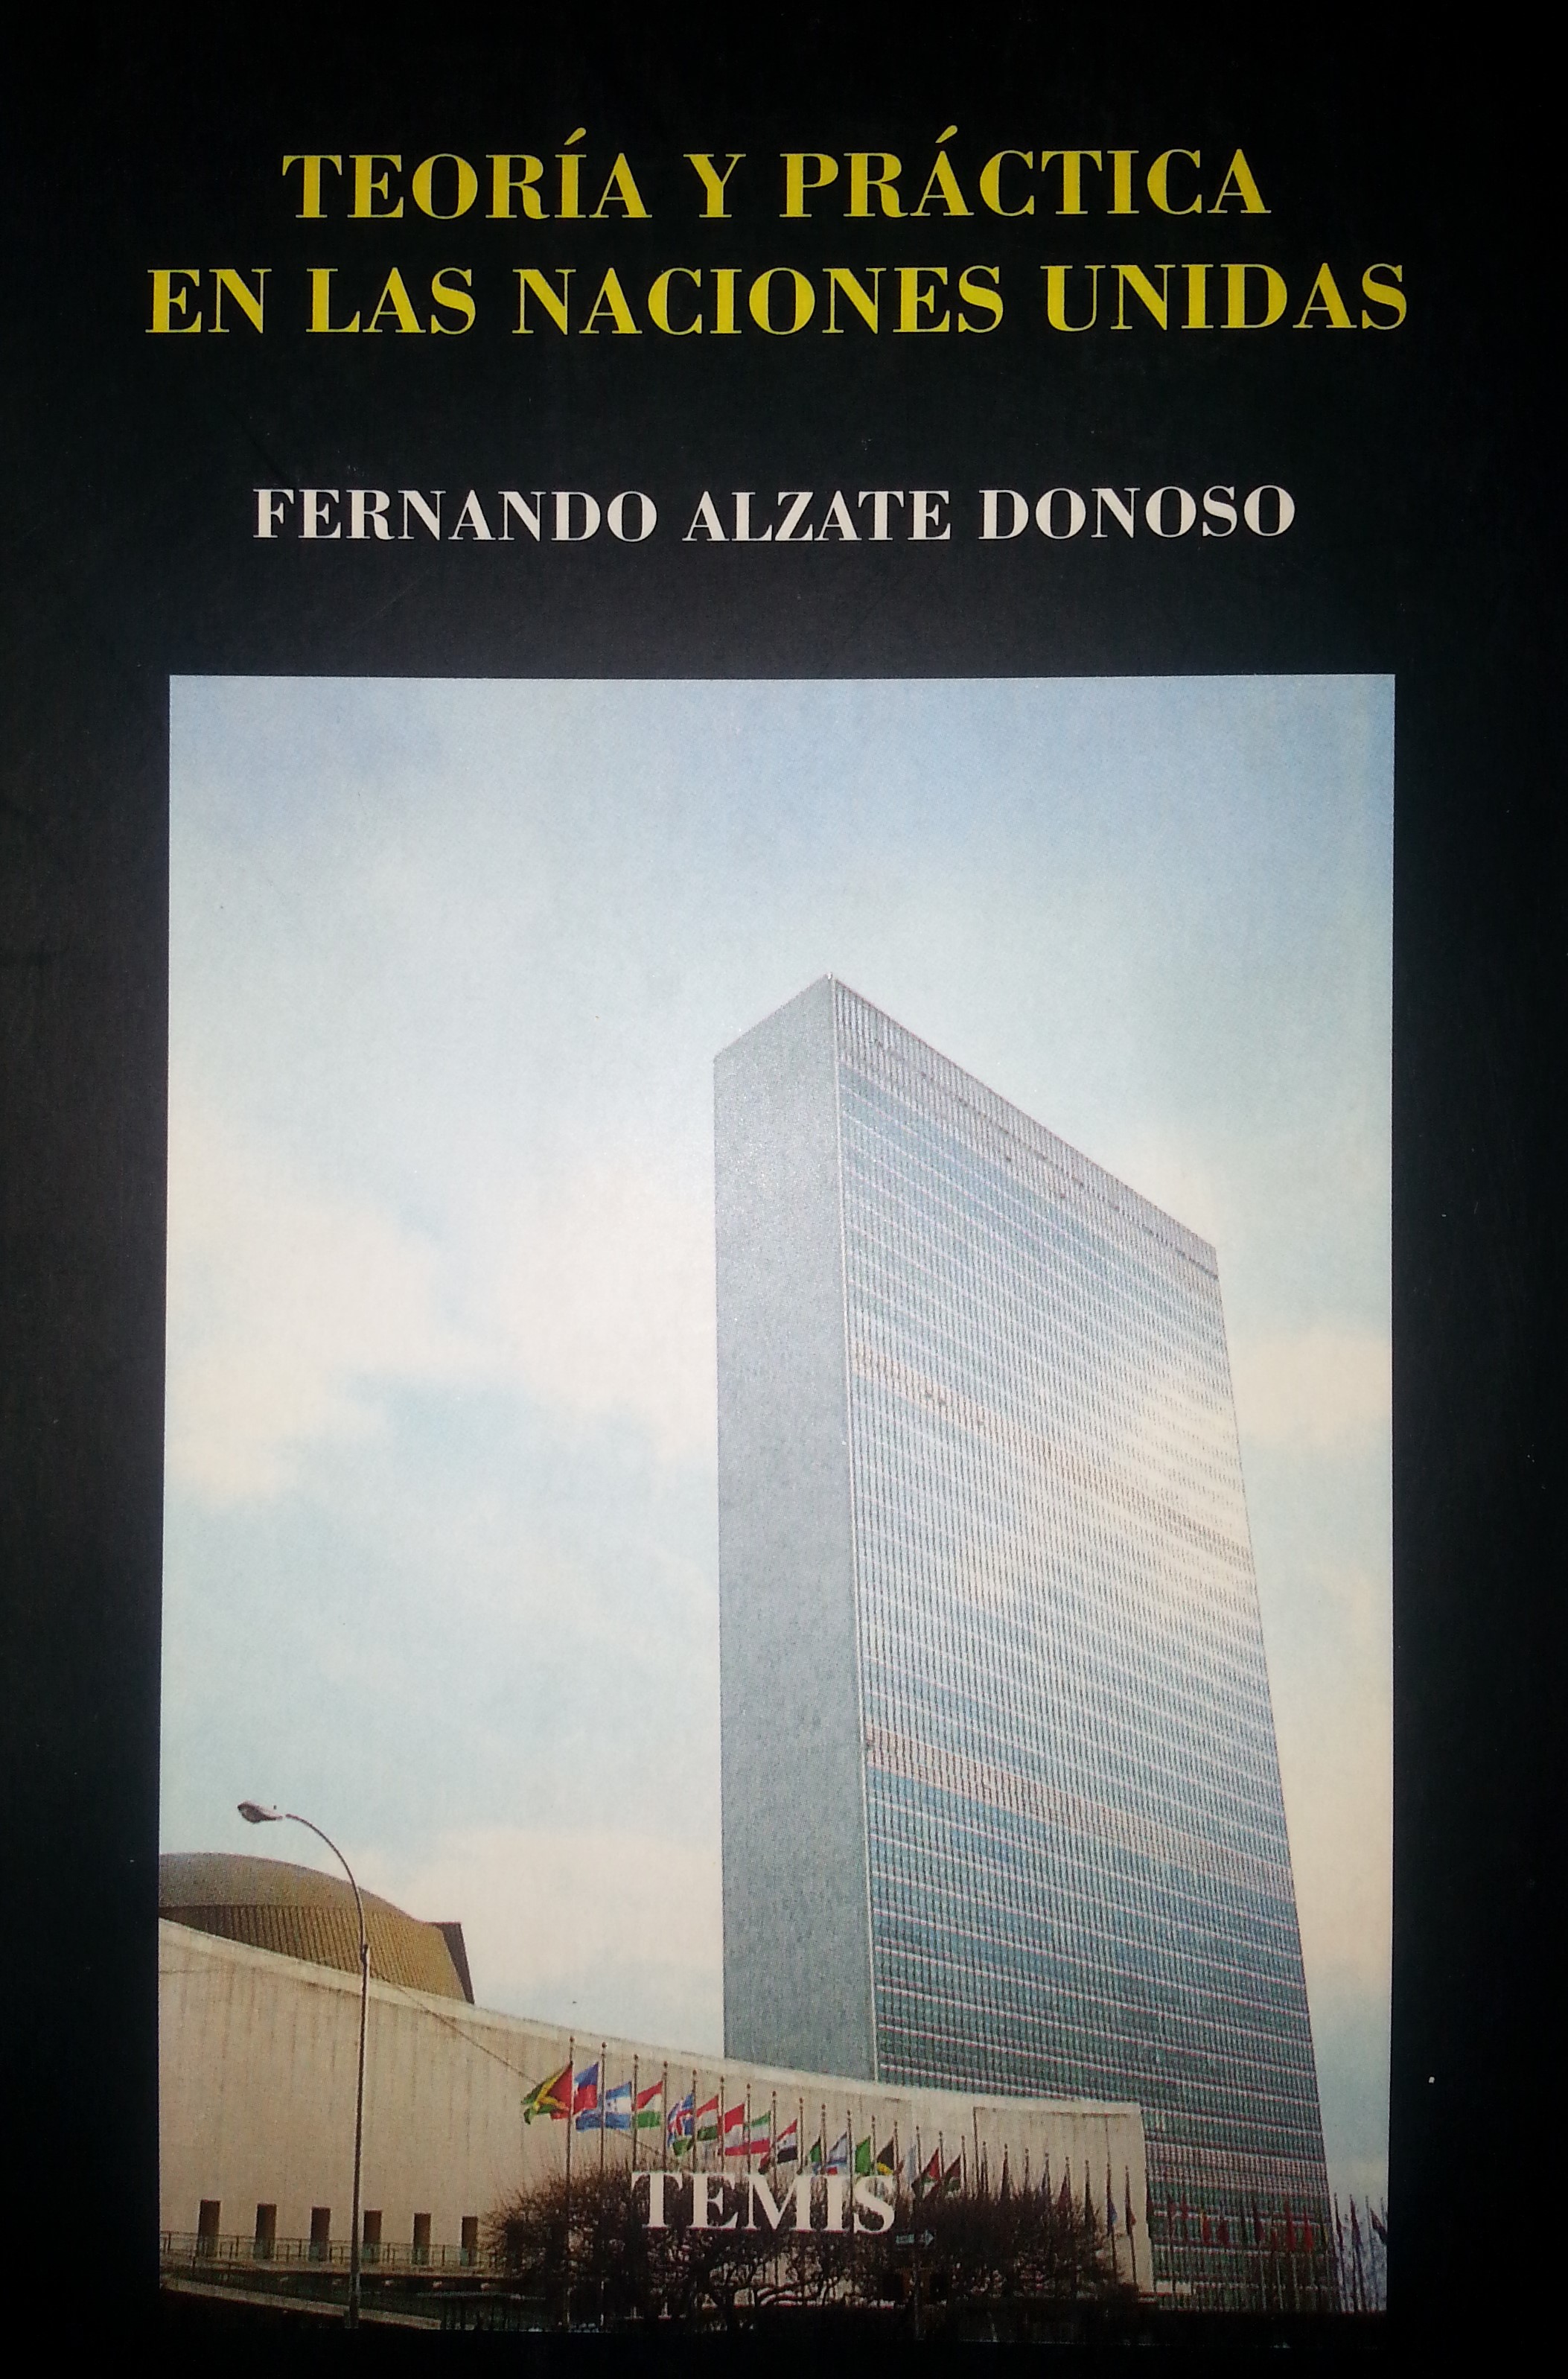 TEORÍA Y PRÁCTICA
EN LAS NACIONES UNIDAS
FERNANDO ALZATE DONOSO
TEMIS